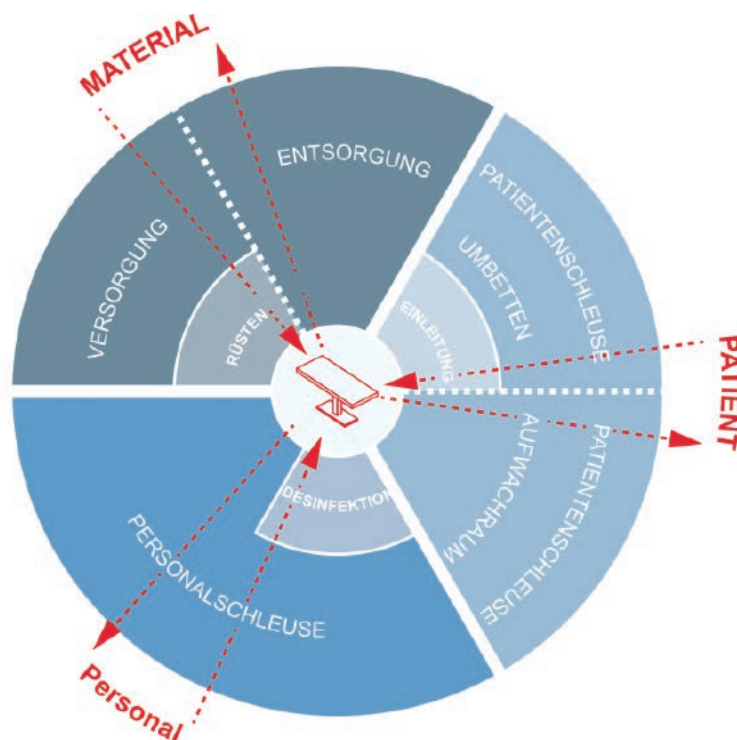 MATERIAL
ENTSORGUNG
VERSORGUNG
RÜSTEN
PATIENTENSCHLEUSE
UMBETTEN
EINLEITUNG
PATIENT
AUFWACHRAUM
PATIENTENSCHLEUSE
DESINFEKTION
PERSONALSCHLEUSE
Personal